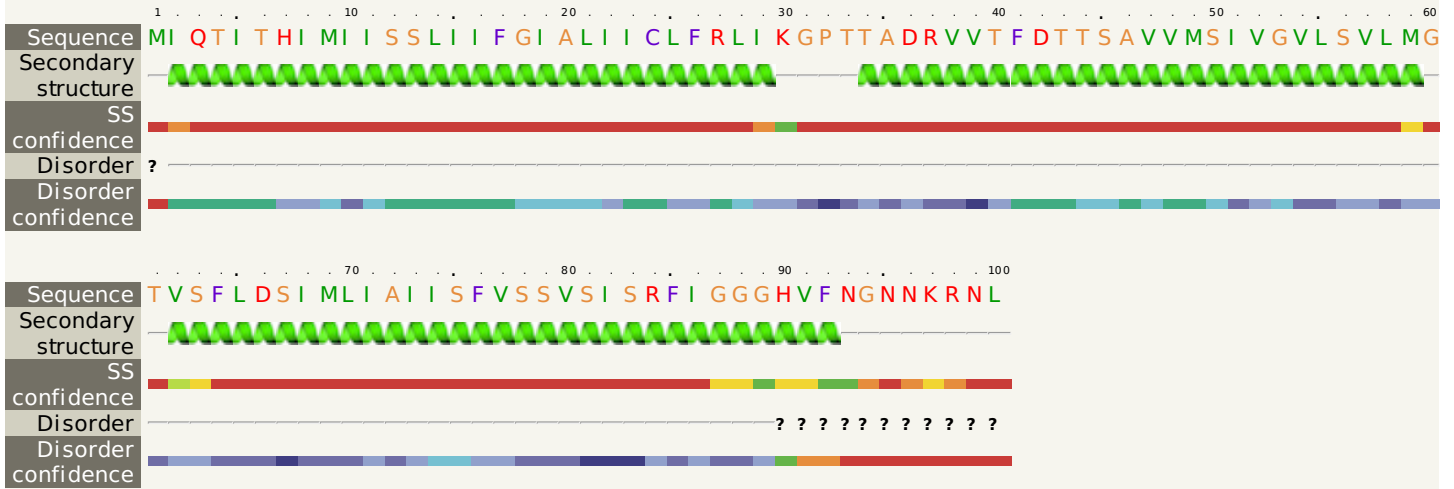 1 10 20 30 40 50 60
Sequence MIQTITHIMIISSLIIFGIALIICLFRLIKGPTTADRVVTFDTTSAVVMSIVGVLSVLMG
Secondary
structure
SS
confidence
Disorder ?
Disorder
confidence
70 80 90 100
Sequence TVSFLDSIMLIAIISFVSSVSISRFIGGGHVFNGNNKRNL
Secondary
structure
SS
confidence
Disorder ? ? ? ? ? ? ? ? ? ? ?
Disorder
confidence